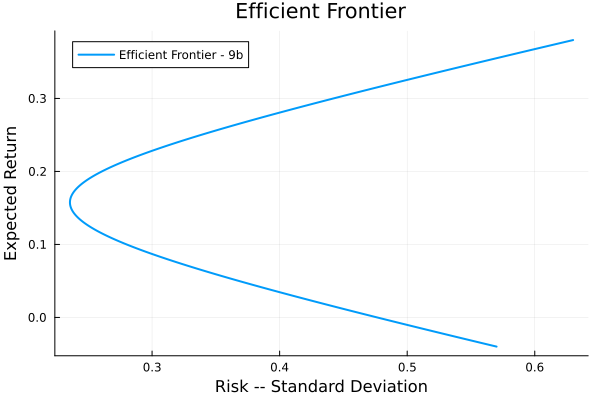 Efficient Frontier
Efficient Frontier - 9b
Expected Return
0.3
0.2
0.1
0.0
0.3 0.4 0.5 0.6
Risk -- Standard Deviation